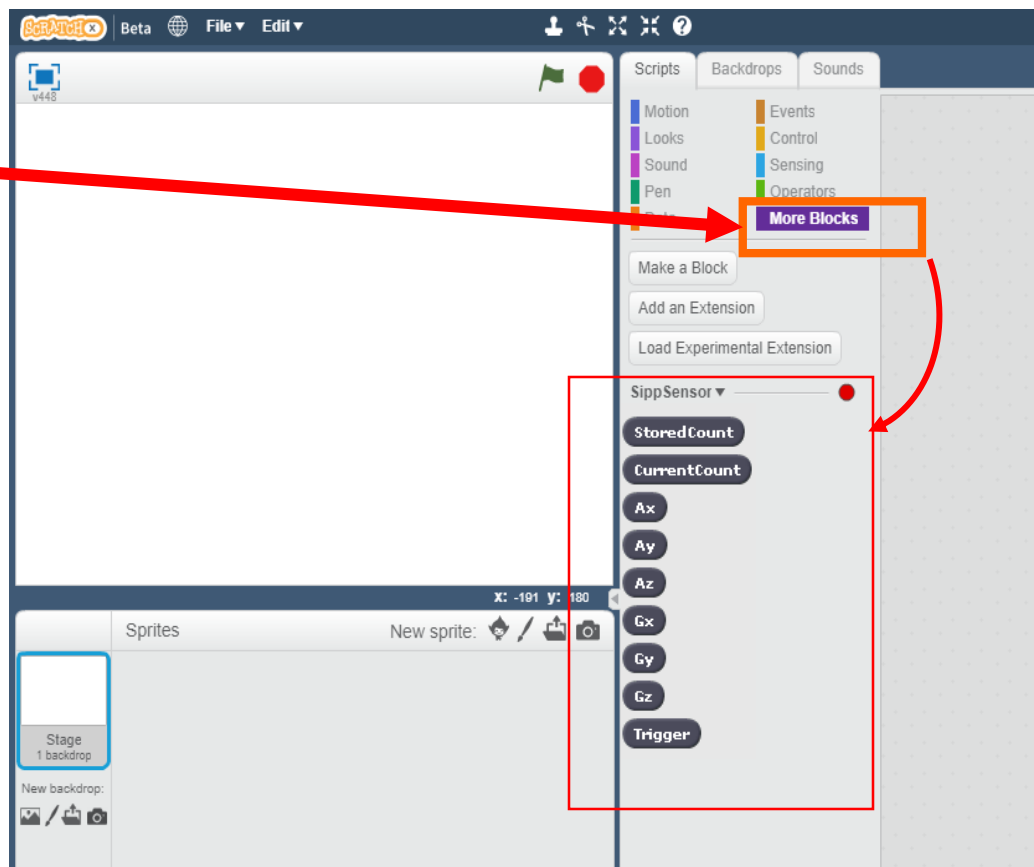 SCRATCH X Beta File Edit
v448
Scripts Backdrops Sounds
Motion Events
Looks Control
Sound Sensing
Pen Operators
More Blocks
Make a Block
Add an Extension
Load Experimental Extension
SippSensor
StoredCount
CurrentCount
Ax
Ay
Az
Gx
Gy
Gz
Trigger
X: -191 y: 180
Sprites New sprite:
Stage
1 backdrop
New backdrop: